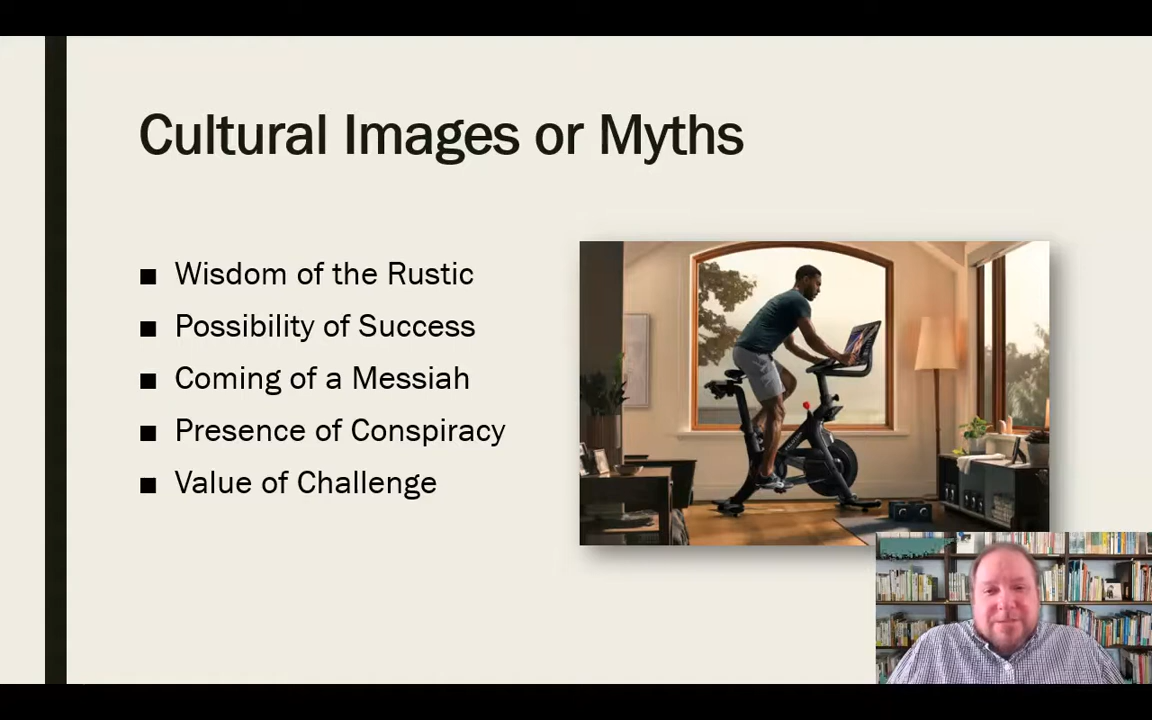 Cultural Images or Myths
■ Wisdom of the Rustic
■ Possibility of Success
■ Coming of a Messiah
■ Presence of Conspiracy
■ Value of Challenge